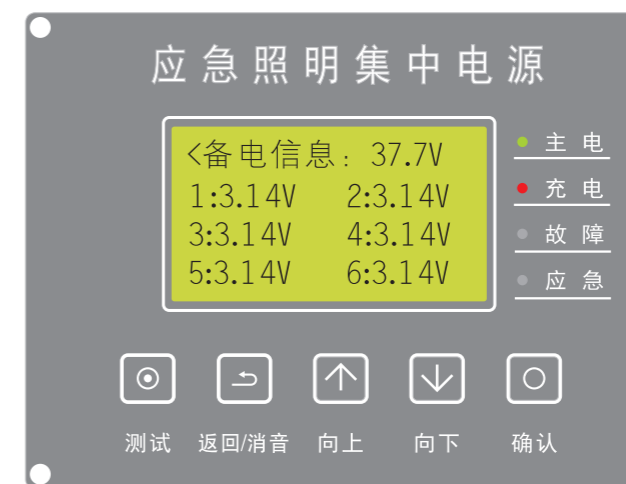 应急照明集中电源
<备电信息: 37.7V
1:3.14V 2:3.14V
3:3.14V 4:3.14V
5:3.14V 6:3.14V
主电
充电
故障
应急
测试 返回/消音 向上 向下 确认